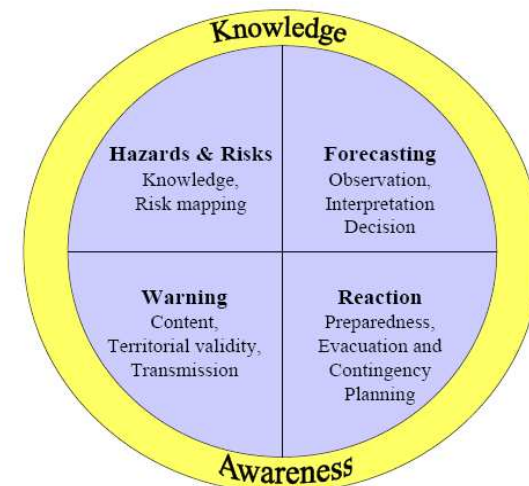 Knowledge
Hazards & Risks
Knowledge,
Risk mapping
Forecasting
Observation,
Interpretation
Decision
Warning
Content,
Territorial validity,
Transmission
Reaction
Preparedness,
Evacuation and
Contingency
Planning
Awareness